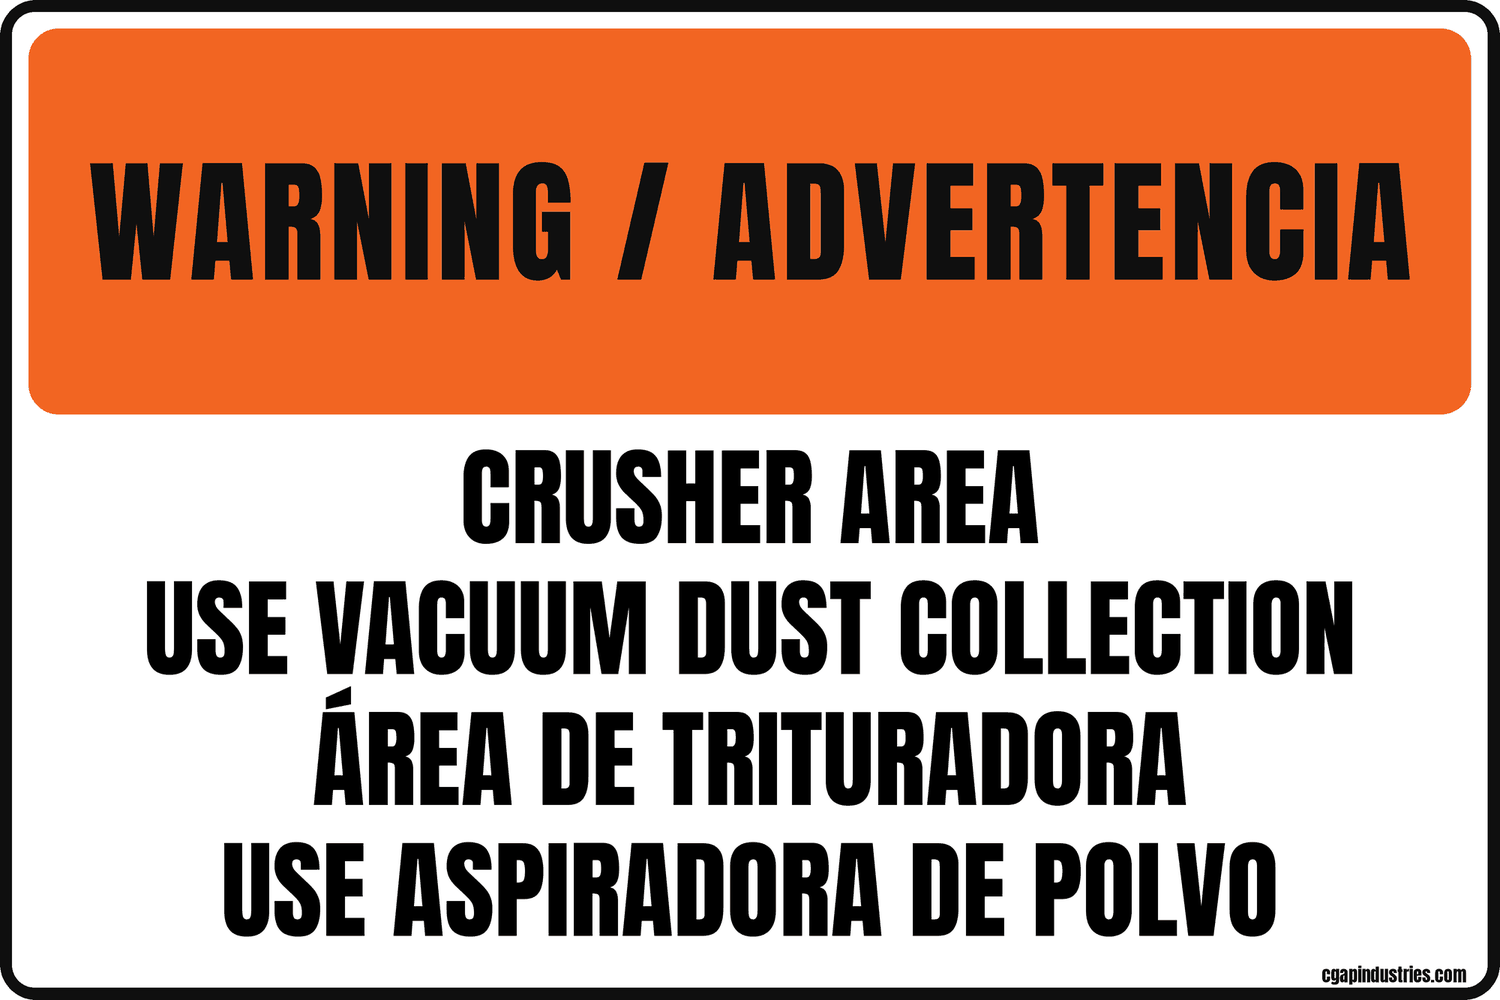 WARNING / ADVERTENCIA
CRUSHER AREA
USE VACUUM DUST COLLECTION
ÁREA DE TRITURADORA
USE ASPIRADORA DE POLVO
cgapindustries.com